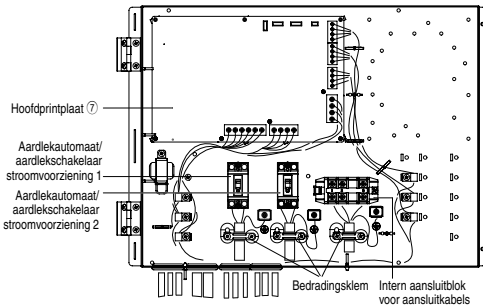 Hoofdprintplaat ⑦
Aardlekautomaat/
aardlekschakelaar
stroomvoorziening 1
Aardlekautomaat/
aardlekschakelaar
stroomvoorziening 2
Bedradingsklem
Intern aansluitblok
voor aansluitkabels